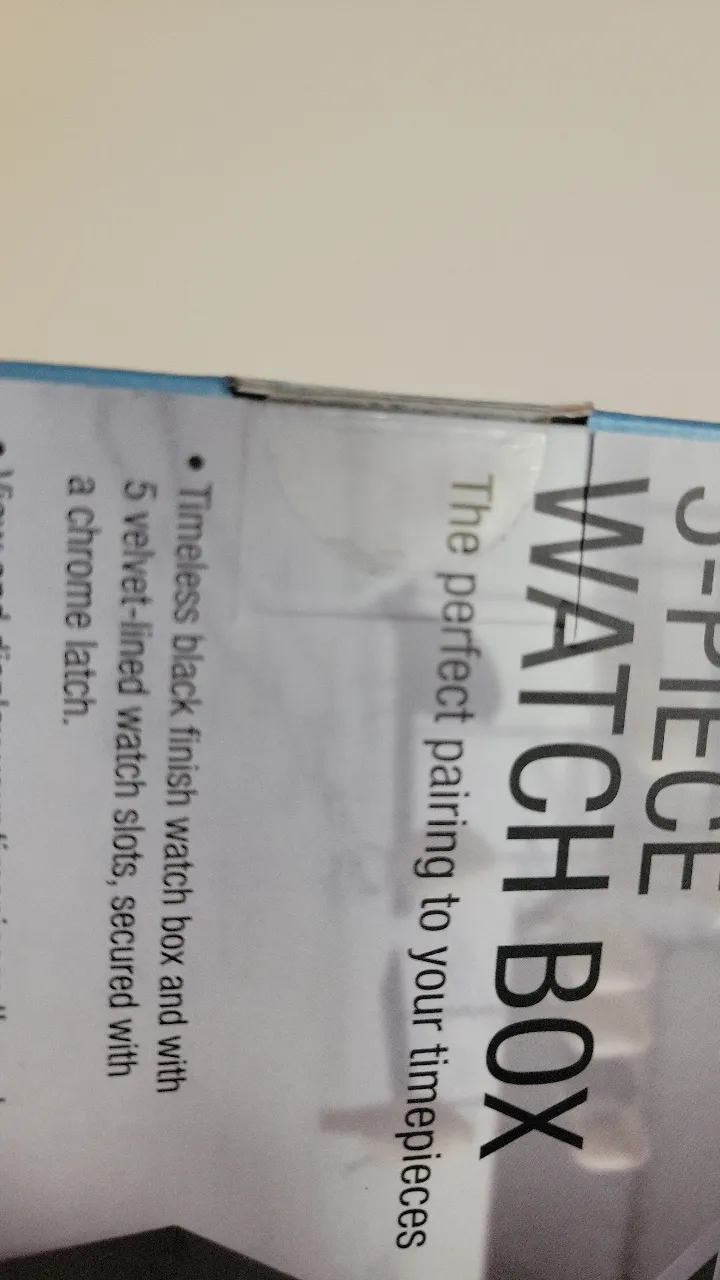 -PIECE
WATCH BOX
The perfect pairing to your timepieces
• Timeless black finish watch box and with
5 velvet-lined watch slots, secured with
a chrome latch.